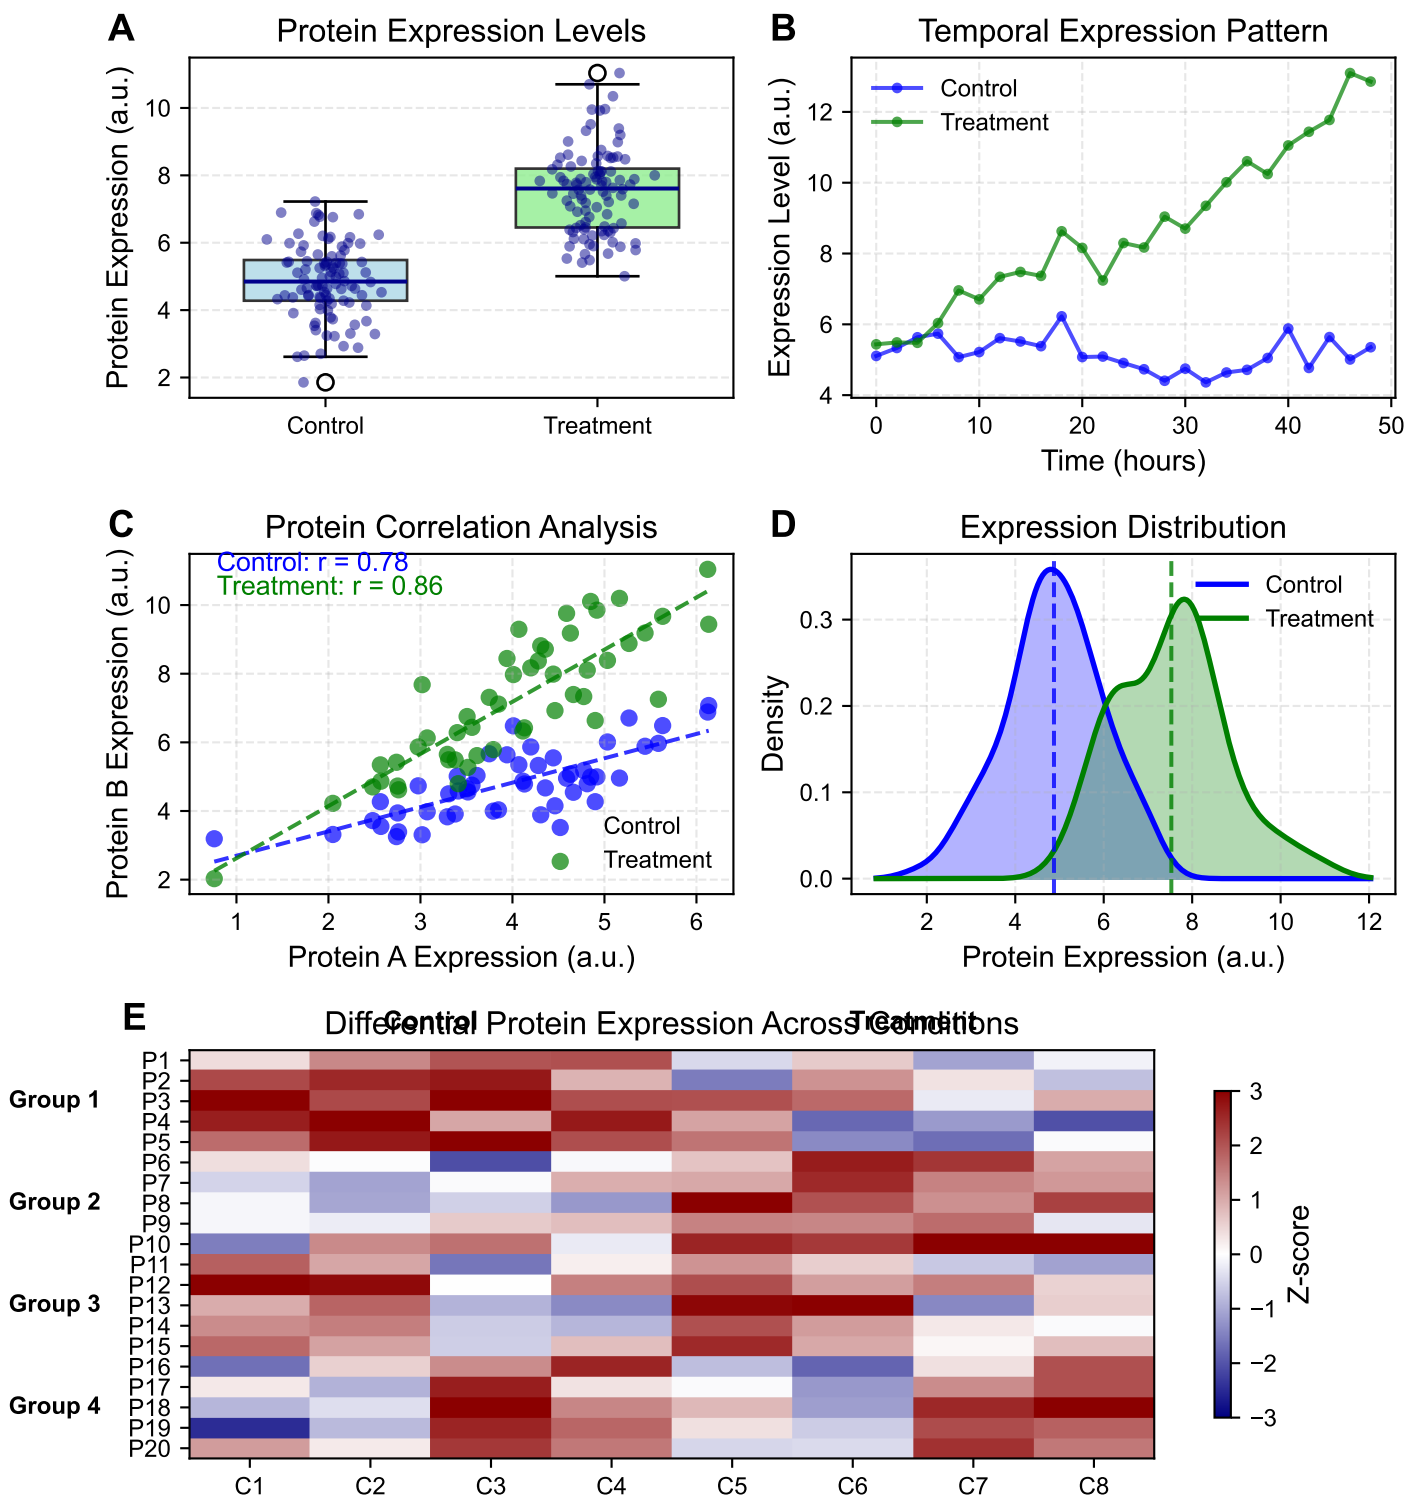 A
Protein Expression Levels
Protein Expression (a.u.)
10
8
6
4
2
Control
Treatment
B
Temporal Expression Pattern
Expression Level (a.u.)
12
10
8
6
4
Control
Treatment
0
10
20
30
40
50
Time (hours)
C
Protein Correlation Analysis
Protein B Expression (a.u.)
Control: r = 0.78
Treatment: r = 0.86
10
8
6
4
2
Control
Treatment
1
2
3
4
5
6
Protein A Expression (a.u.)
D
Expression Distribution
Density
0.3
0.2
0.1
0.0
Control
Treatment
2
4
6
8
10
12
Protein Expression (a.u.)
E
Differential Protein Expression Across Conditions
Control
Treatment
Group 1
Group 2
Group 3
Group 4
P1
P2
P3
P4
P5
P6
P7
P8
P9
P10
P11
P12
P13
P14
P15
P16
P17
P18
P19
P20
C1
C2
C3
C4
C5
C6
C7
C8
3
2
1
0
−1
−2
−3
Z-score